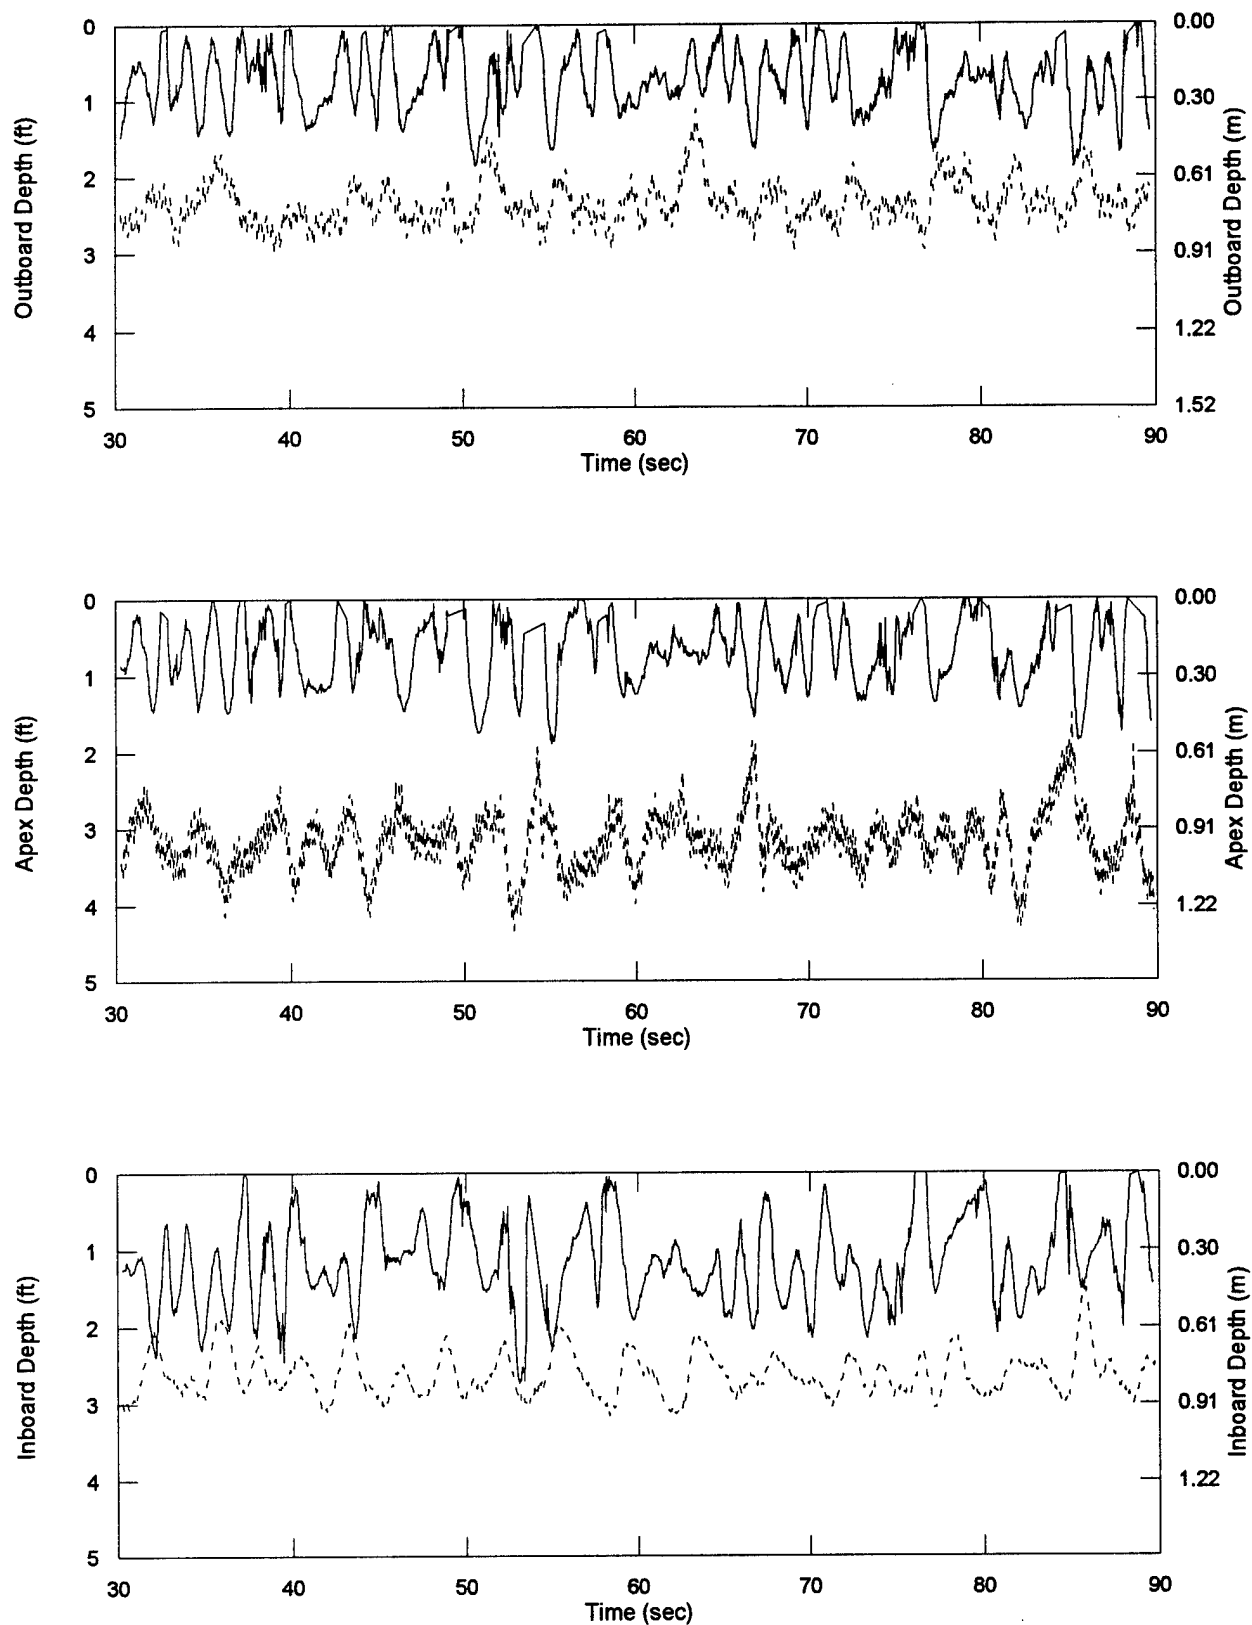 0
1
2
3
4
5
Outboard Depth (ft)
0.00
0.30
0.61
0.91
1.22
1.52
Outboard Depth (m)
30 40 50 60 70 80 90
Time (sec)
0
1
2
3
4
5
Apex Depth (ft)
0.00
0.30
0.61
0.91
1.22
Apex Depth (m)
30 40 50 60 70 80 90
Time (sec)
0
1
2
3
4
5
Inboard Depth (ft)
0.00
0.30
0.61
0.91
1.22
Inboard Depth (m)
30 40 50 60 70 80 90
Time (sec)